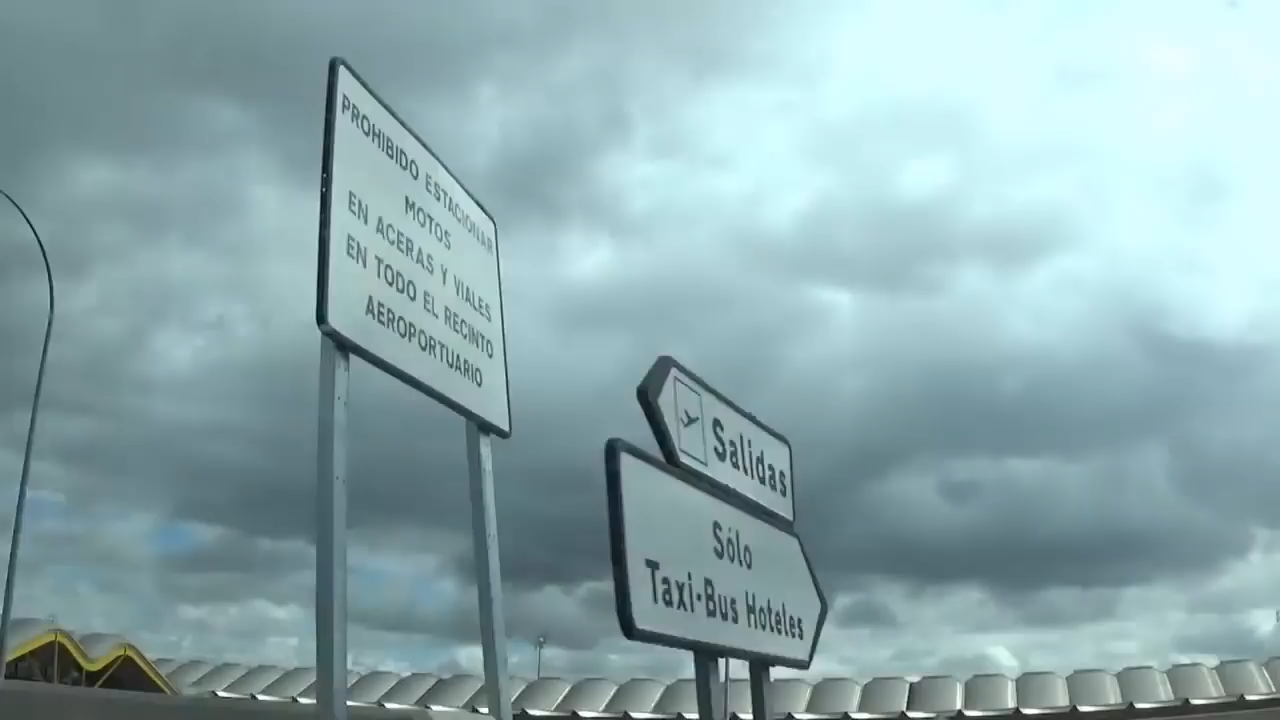 PROHIBIDO ESTACIONAR
MOTOS
EN ACERAS Y VIALES
EN TODO EL RECINTO
AEROPORTUARIO
Salidas
Sólo
Taxi-Bus Hoteles